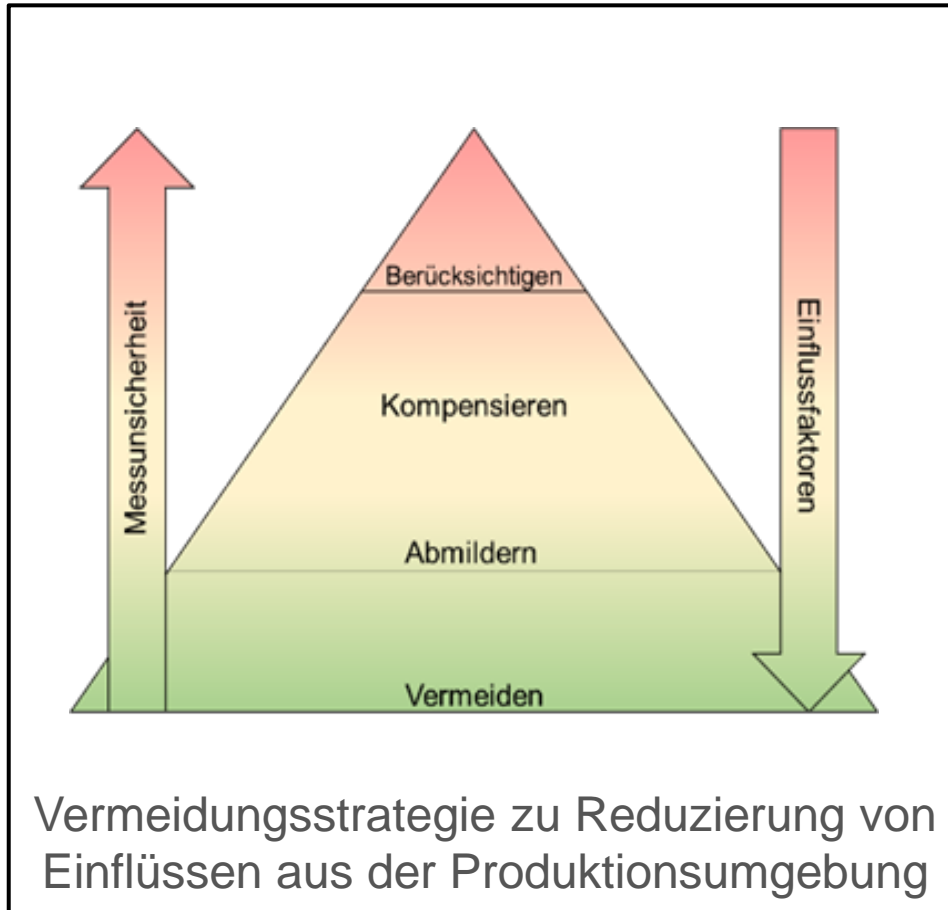 Messunsicherheit
Berücksichtigen
Kompensieren
Abmildern
Vermeiden
Einflussfaktoren
Vermeidungsstrategie zu Reduzierung von
Einflüssen aus der Produktionsumgebung